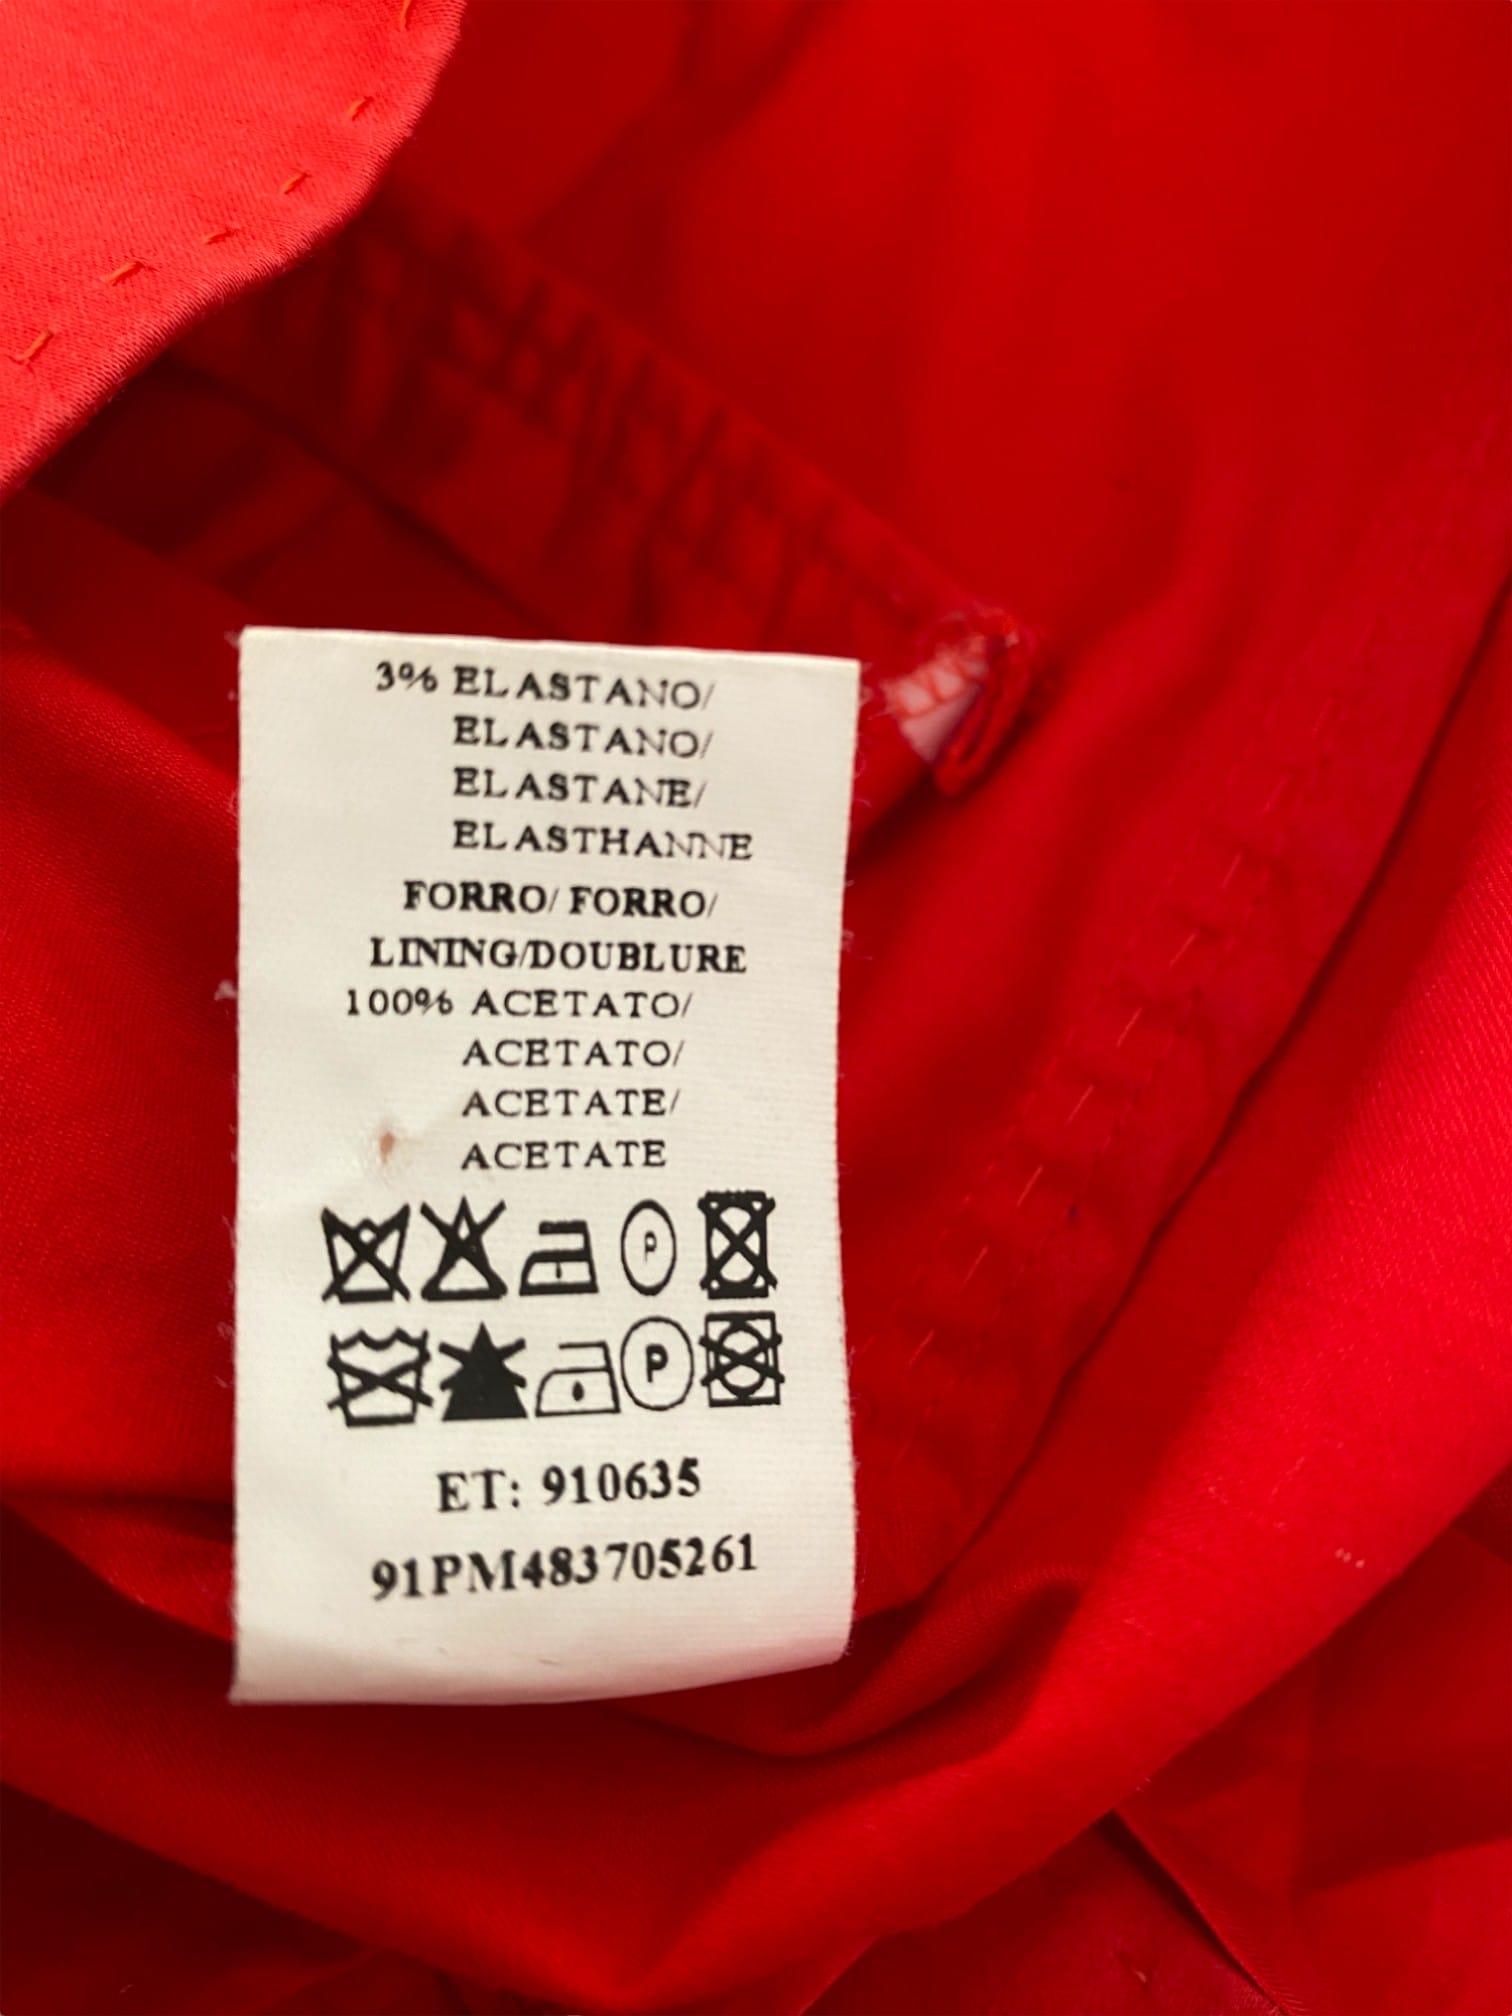 3% ELASTANO/
ELASTANO/
ELASTANE/
ELASTHANNE
FORRO/ FORRO/
LINING/DOUBLURE
100% ACETATO/
ACETATO/
ACETATE/
ACETATE
P
P
ET: 910635
91PM483705261